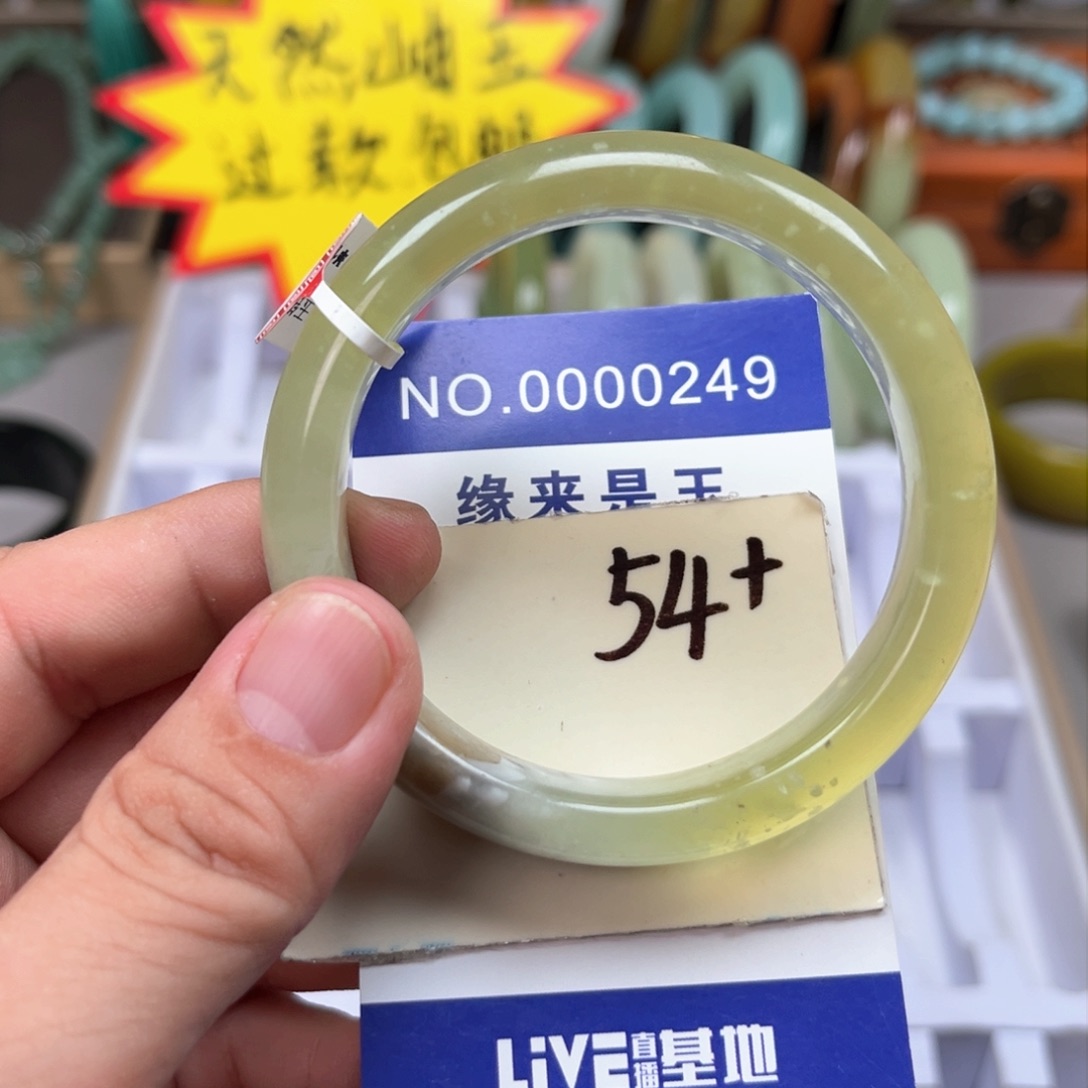 天然岫玉
过款包邮
NO.0000249
缘来是玉
54+
LiVE直播基地